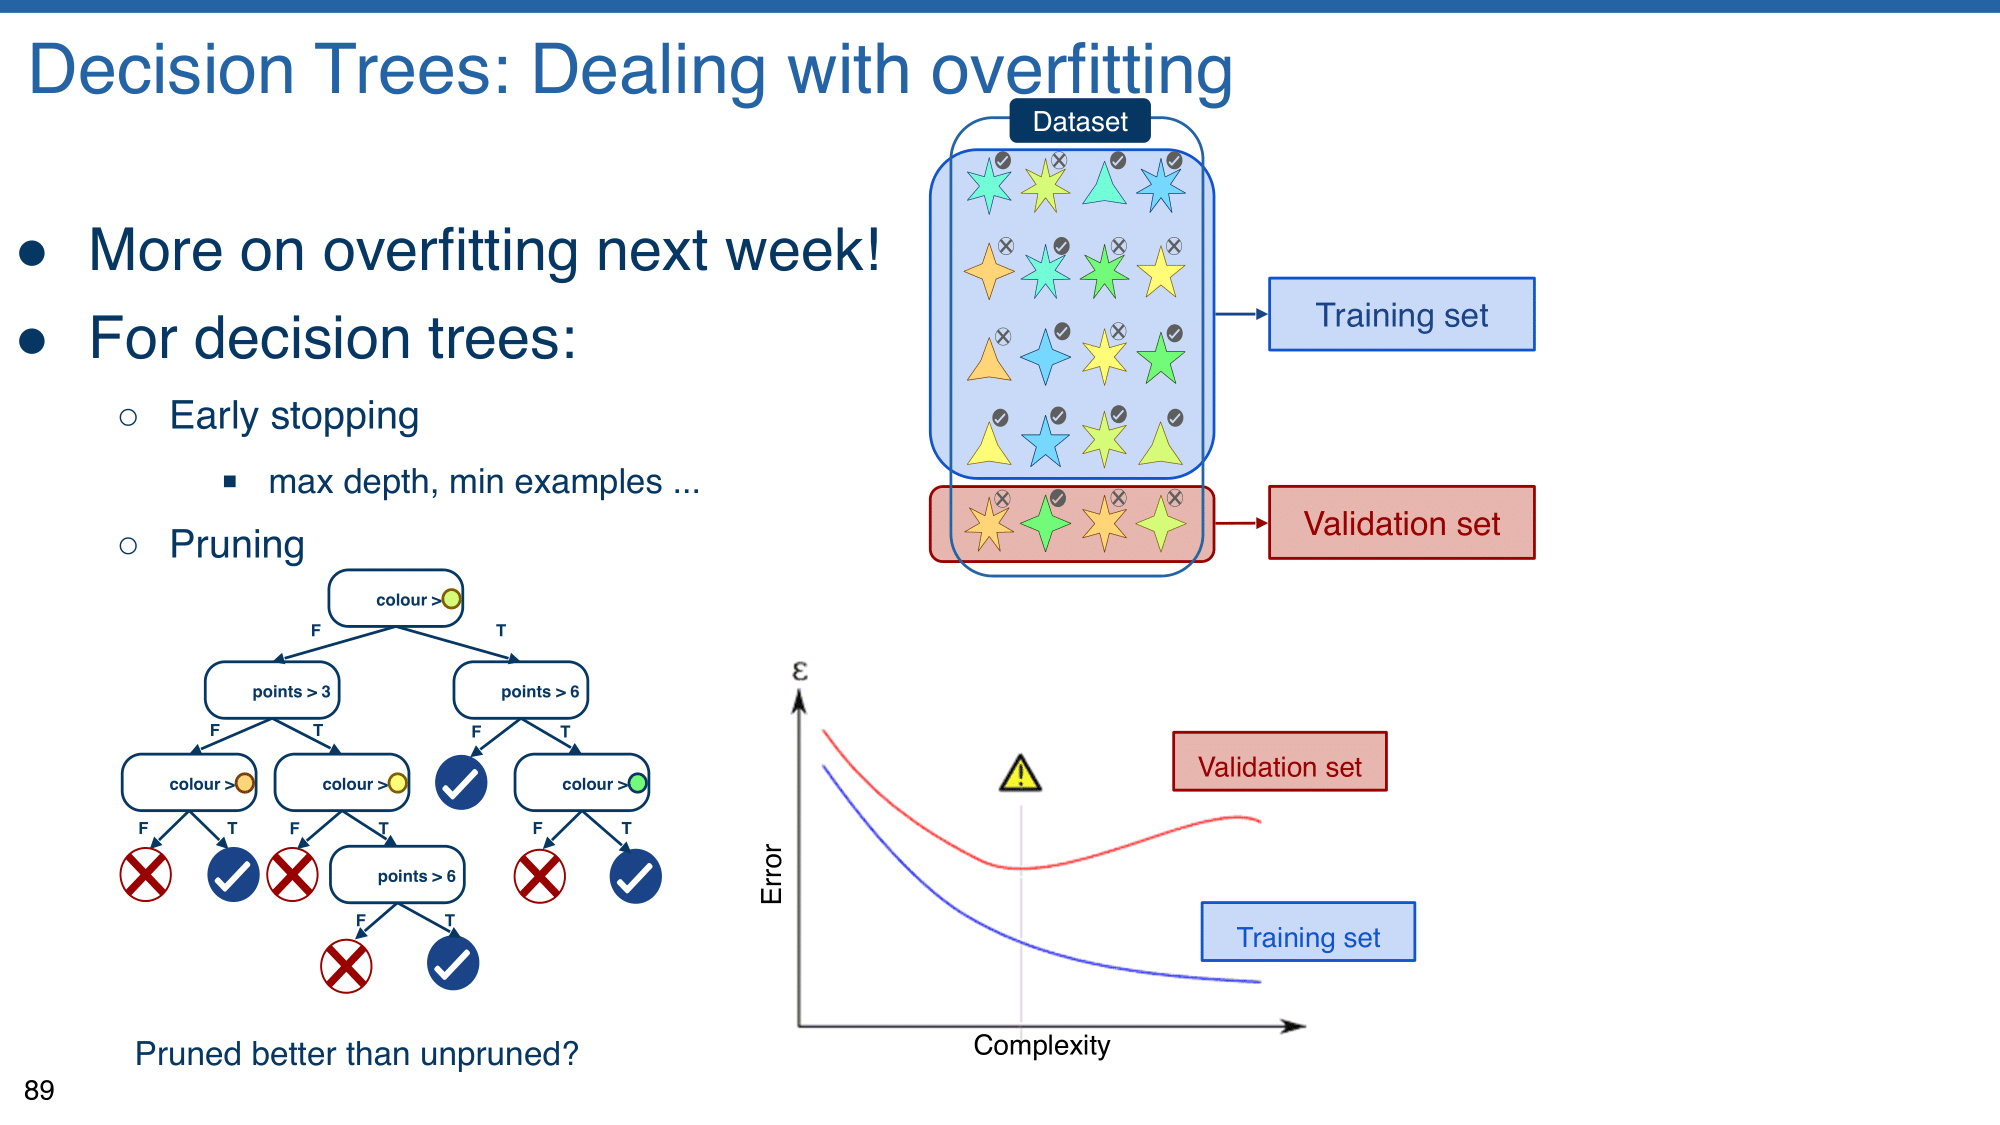 Decision Trees: Dealing with overfitting
Dataset
● More on overfitting next week!
● For decision trees:
○ Early stopping
■ max depth, min examples ...
○ Pruning
Training set
Validation set
colour >
F T
points > 3 points > 6
F T F T
colour > colour > colour >
F T F T F T
points > 6
F T
Pruned better than unpruned?
ε
Error
Validation set
Training set
Complexity
89